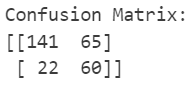 Confusion Matrix:
[[141  65]
 [ 22  60]]